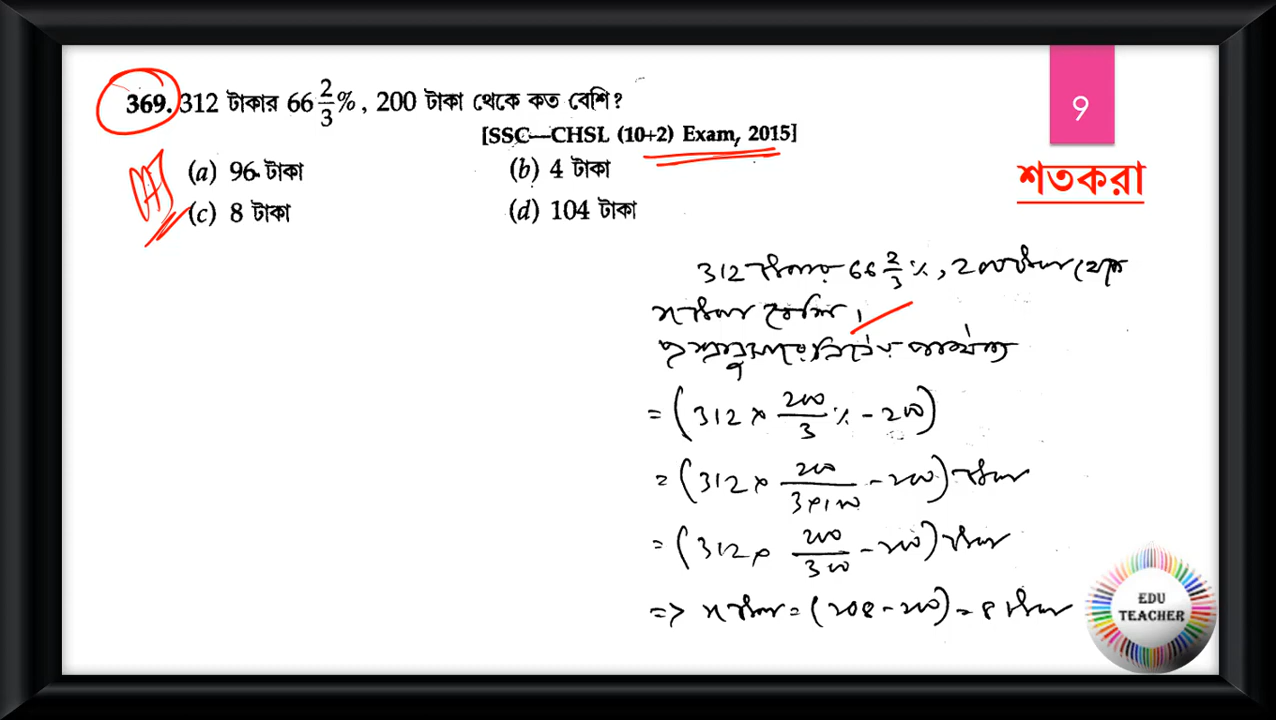 369. 312 টাকার 66 2/3%, 200 টাকা থেকে কত বেশি?
[SSC—CHSL (10+2) Exam, 2015]
(a) 96 টাকা (b) 4 টাকা
(c) 8 টাকা (d) 104 টাকা
9
শতকরা
312 টাকার 66 2/3 %, 200 টাকা থেকে
x টাকা বেশি।
প্রশ্নানুসারে
= (312 × 200/3 % - 200)
= (312 × 200/3×100 - 200) টাকা
= (312 × 200/300 - 200) টাকা
=> x টাকা = (208 - 200) = 8 টাকা
EDU
TEACHER